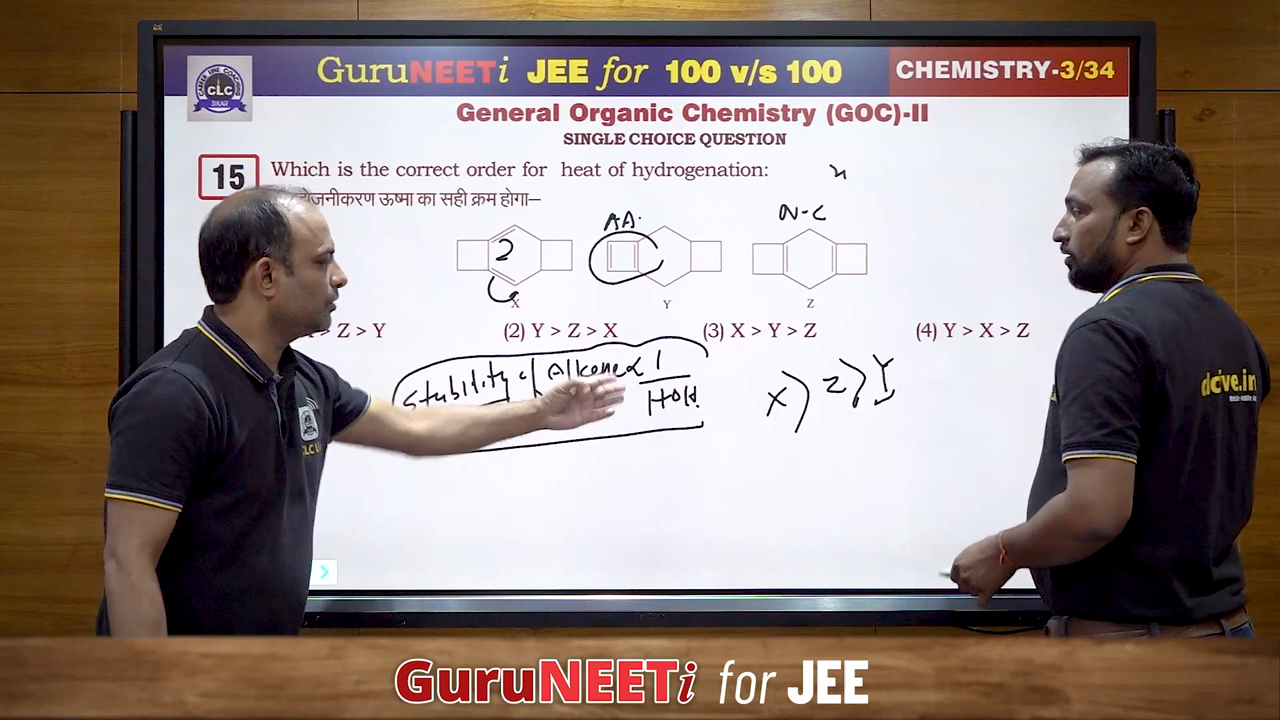 GuruNEETi JEE for 100 v/s 100
CHEMISTRY-3/34
CLC
SIKAR
General Organic Chemistry (GOC)-II
SINGLE CHOICE QUESTION
15 Which is the correct order for heat of hydrogenation:
ऊष्मा का सही क्रम होगा–
2 AA. N-C
X Y Z
> Z > Y (2) Y > Z > X (3) X > Y > Z (4) Y > X > Z
Stability of Alkene α 1
HOH.
X > Z > Y
GuruNEETi for JEE